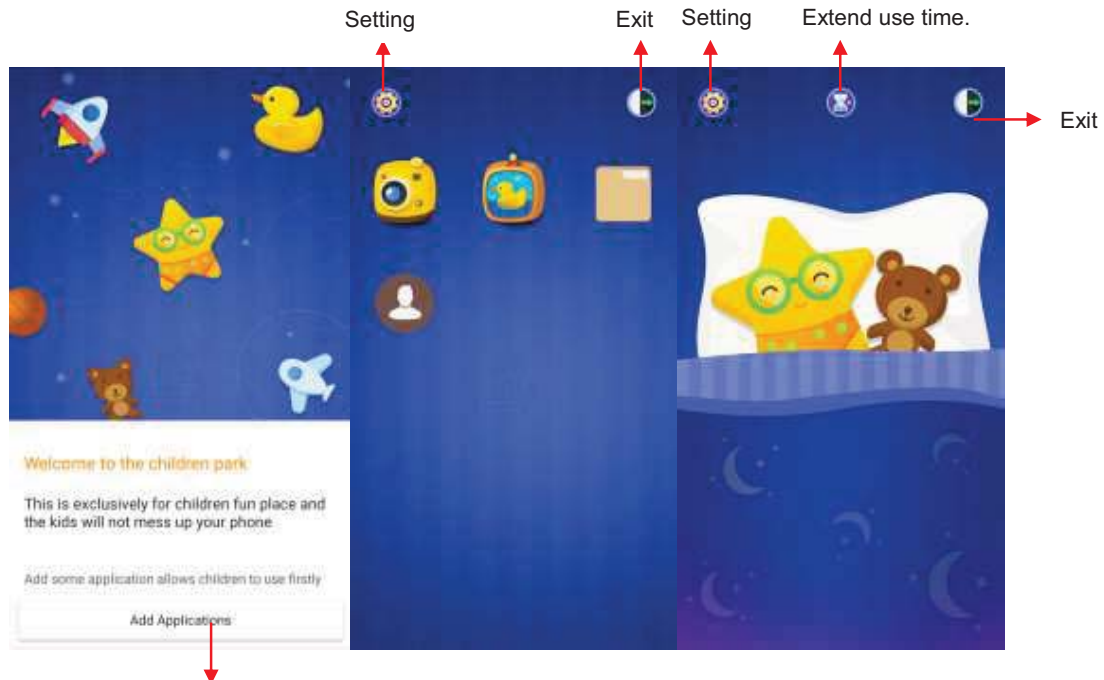 Setting
Exit
Setting
Extend use time.
Exit
Welcome to the children park
This is exclusively for children fun place and
the kids will not mess up your phone
Add some application allows children to use firstly
Add Applications